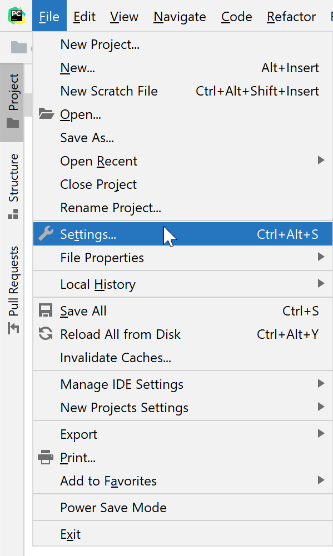 PC File Edit View Navigate Code Refactor
New Project...
New... Alt+Insert
New Scratch File Ctrl+Alt+Shift+Insert
Open...
Save As...
Open Recent
Close Project
Rename Project...
Settings... Ctrl+Alt+S
File Properties
Local History
Save All Ctrl+S
Reload All from Disk Ctrl+Alt+Y
Invalidate Caches...
Manage IDE Settings
New Projects Settings
Export
Print...
Add to Favorites
Power Save Mode
Exit
Project
Structure
Pull Requests